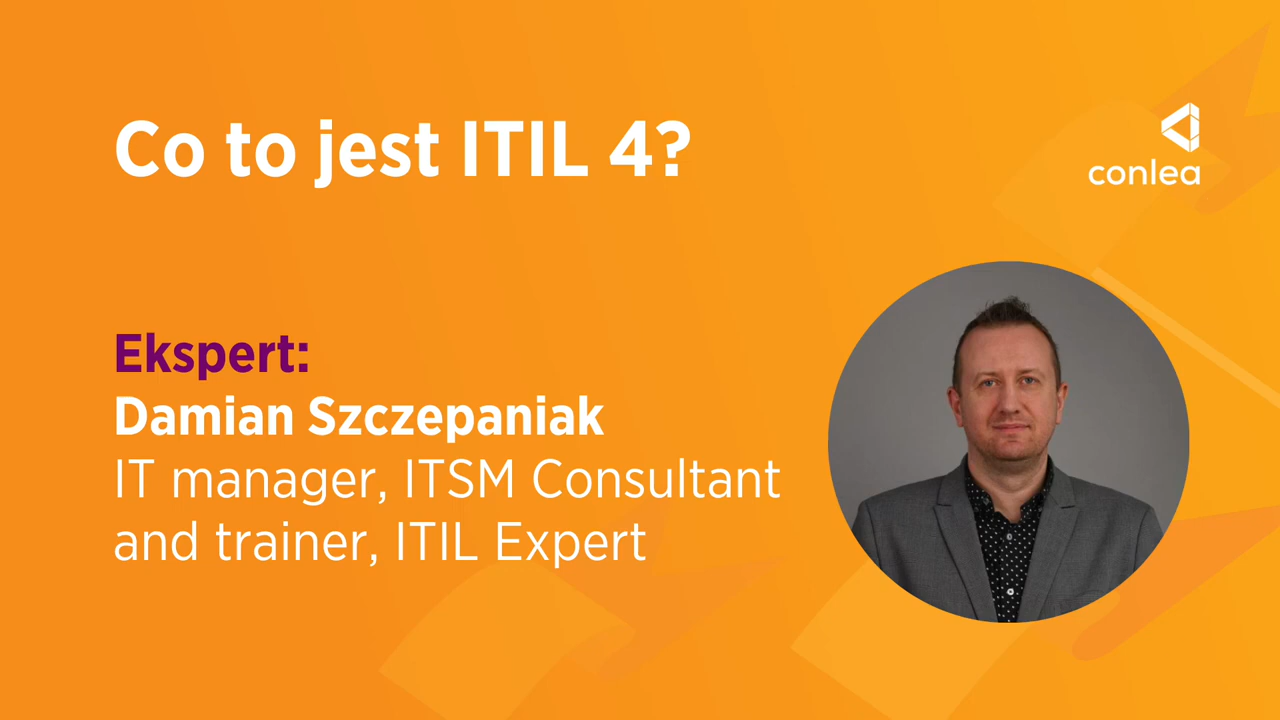 Co to jest ITIL 4?
conlea
Ekspert:
Damian Szczepaniak
IT manager, ITSM Consultant
and trainer, ITIL Expert